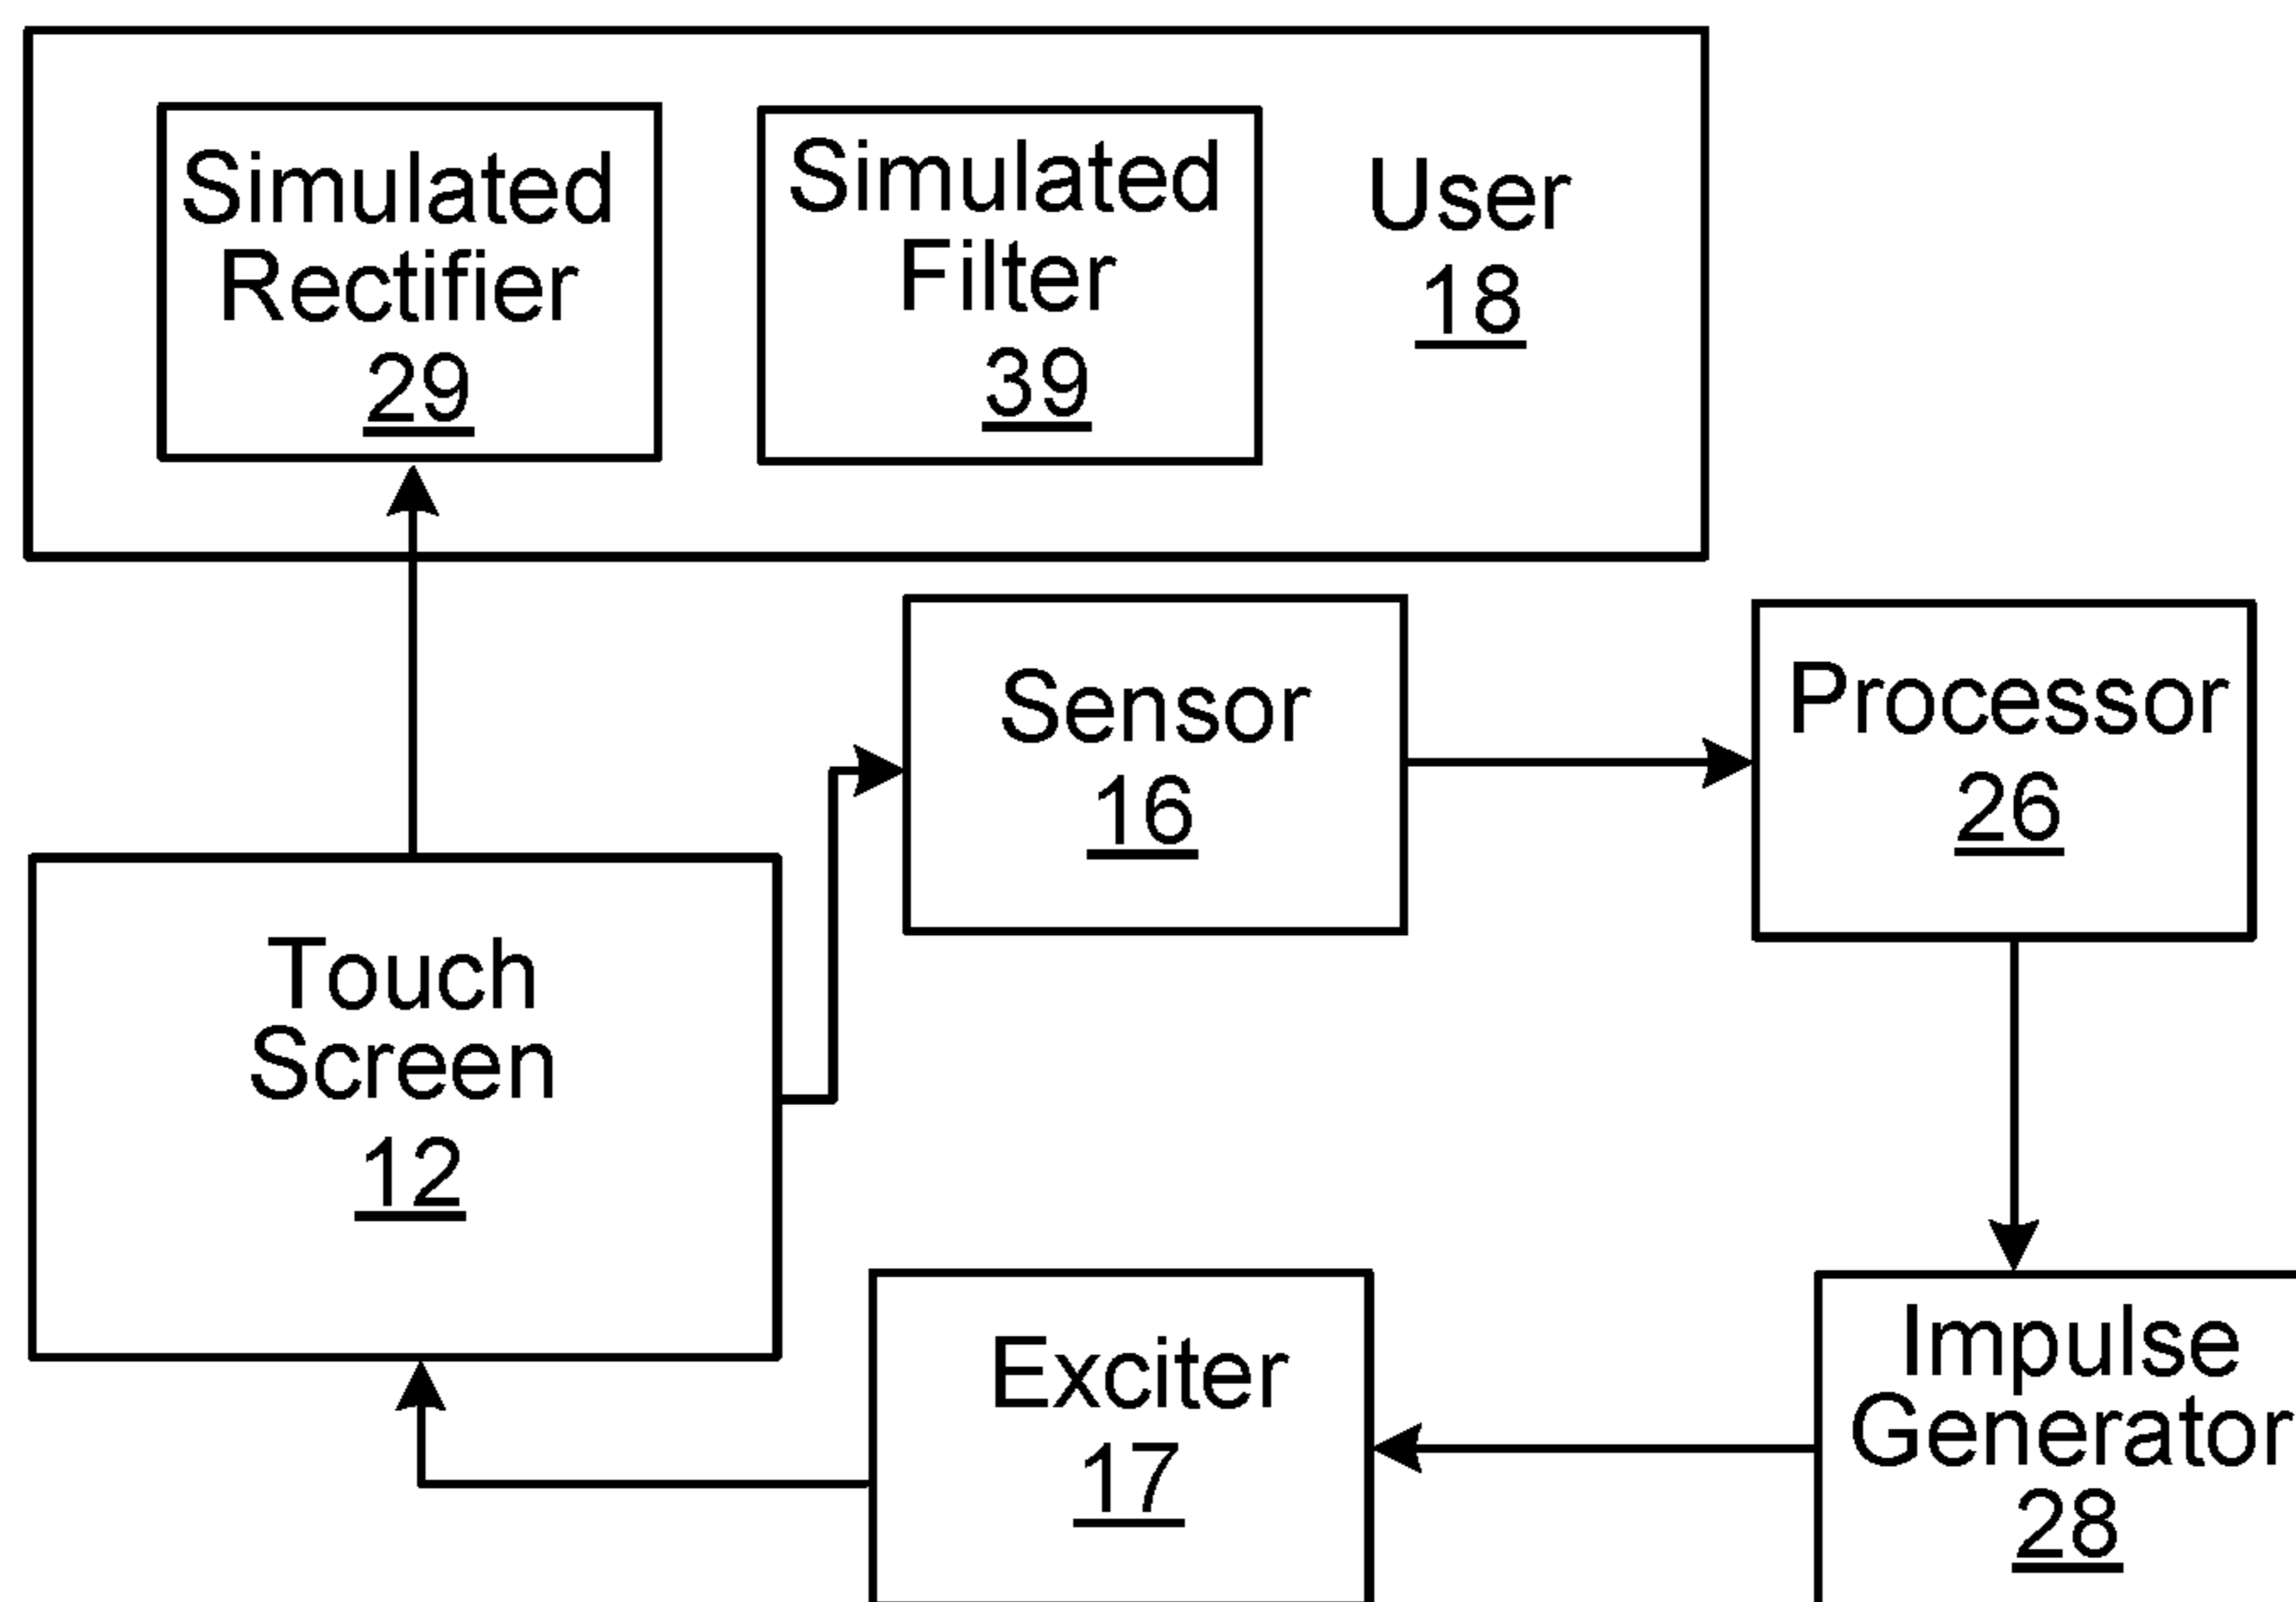 Simulated
Rectifier
29
Simulated
Filter
39
User
18
Sensor
16
Processor
26
Touch
Screen
12
Exciter
17
Impulse
Generator
28